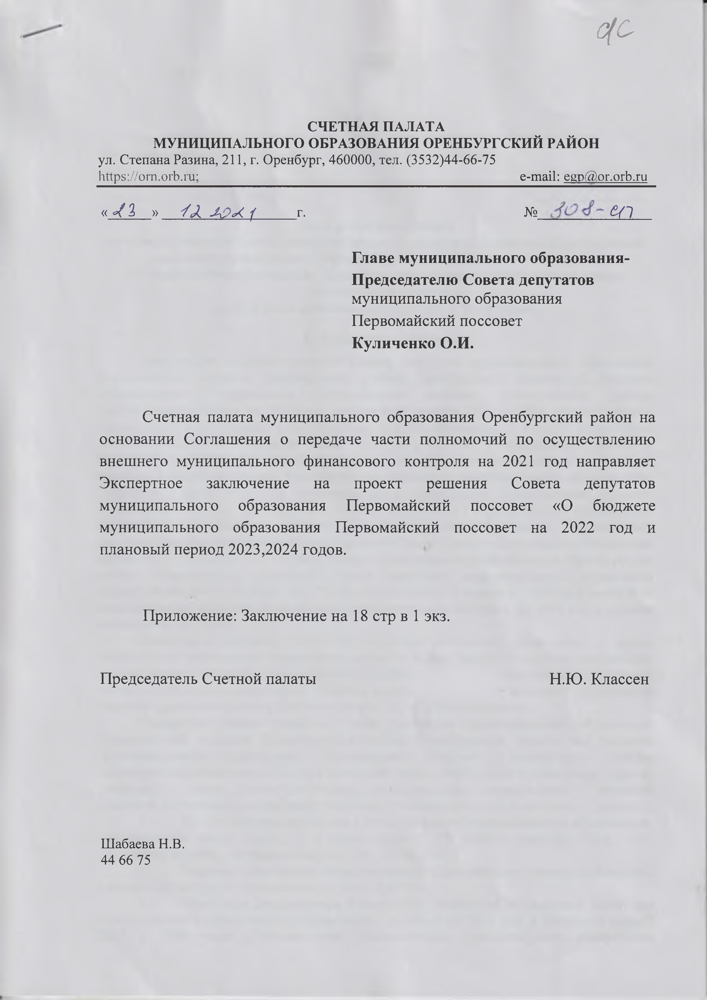 СЧЕТНАЯ ПАЛАТА
МУНИЦИПАЛЬНОГО ОБРАЗОВАНИЯ ОРЕНБУРГСКИЙ РАЙОН
ул. Степана Разина, 211, г. Оренбург, 460000, тел. (3532)44-66-75
https://orn.orb.ru; e-mail: egp@or.orb.ru
«23» 12 2021 г. № 308-сп
Главе муниципального образования-
Председателю Совета депутатов
муниципального образования
Первомайский поссовет
Куличенко О.И.
Счетная палата муниципального образования Оренбургский район на
основании Соглашения о передаче части полномочий по осуществлению
внешнего муниципального финансового контроля на 2021 год направляет
Экспертное заключение на проект решения Совета депутатов
муниципального образования Первомайский поссовет «О бюджете
муниципального образования Первомайский поссовет на 2022 год и
плановый период 2023,2024 годов.
Приложение: Заключение на 18 стр в 1 экз.
Председатель Счетной палаты Н.Ю. Классен
Шабаева Н.В.
44 66 75